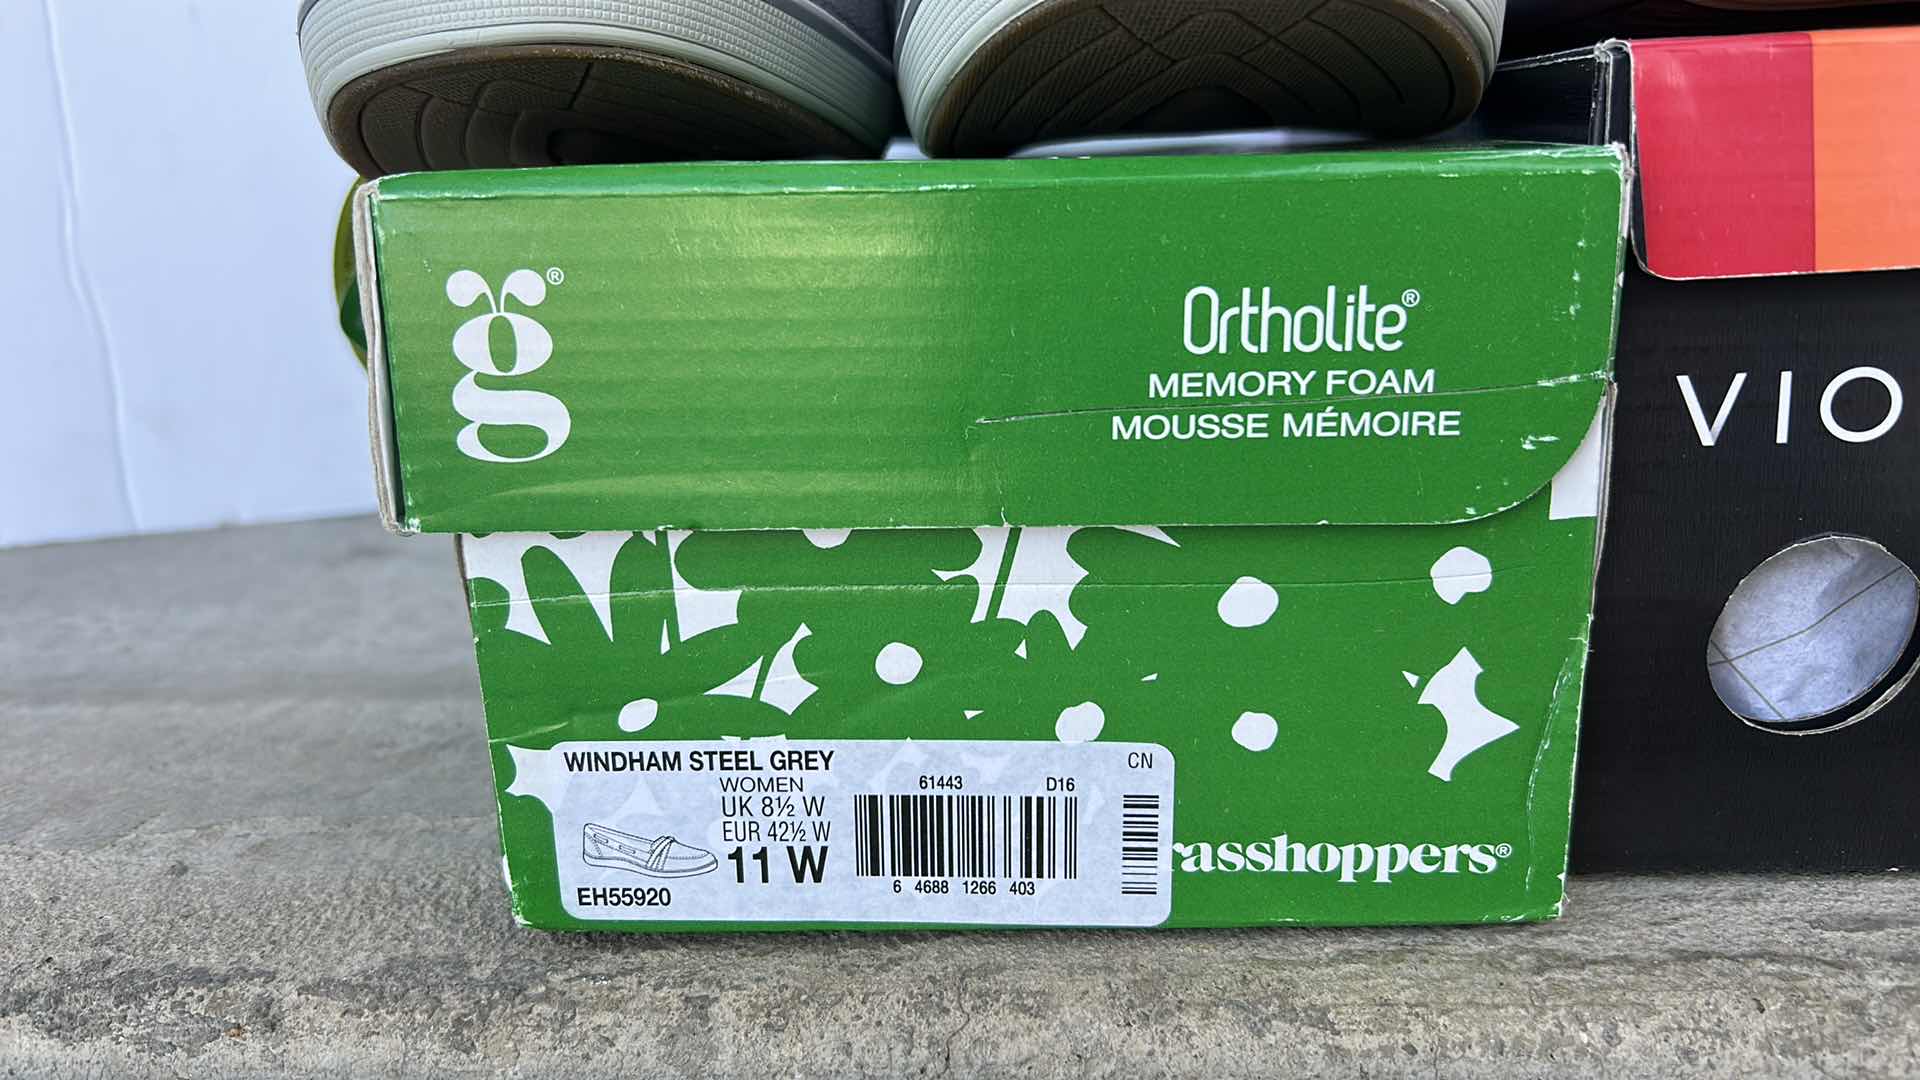 g®
Ortholite®
MEMORY FOAM
MOUSSE MÉMOIRE
VIO
WINDHAM STEEL GREY
CN
WOMEN
61443 D16
UK 8½ W
EUR 42½ W
11 W
EH55920
6 4688 1266 403
rasshoppers®